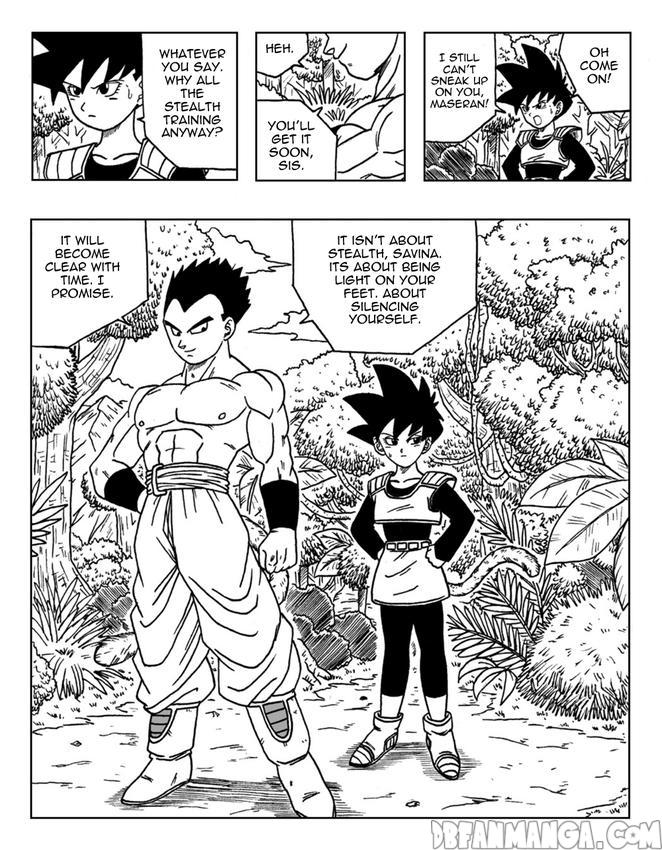 OH
COME
ON!
I STILL
CAN'T
SNEAK UP
ON YOU,
MASERAN!
HEH.
YOU'LL
GET IT
SOON,
SIS.
WHATEVER
YOU SAY.
WHY ALL
THE
STEALTH
TRAINING
ANYWAY?
IT ISN'T ABOUT
STEALTH, SAVINA.
ITS ABOUT BEING
LIGHT ON YOUR
FEET. ABOUT
SILENCING
YOURSELF.
IT WILL
BECOME
CLEAR WITH
TIME. I
PROMISE.
DBFANMANGA.COM